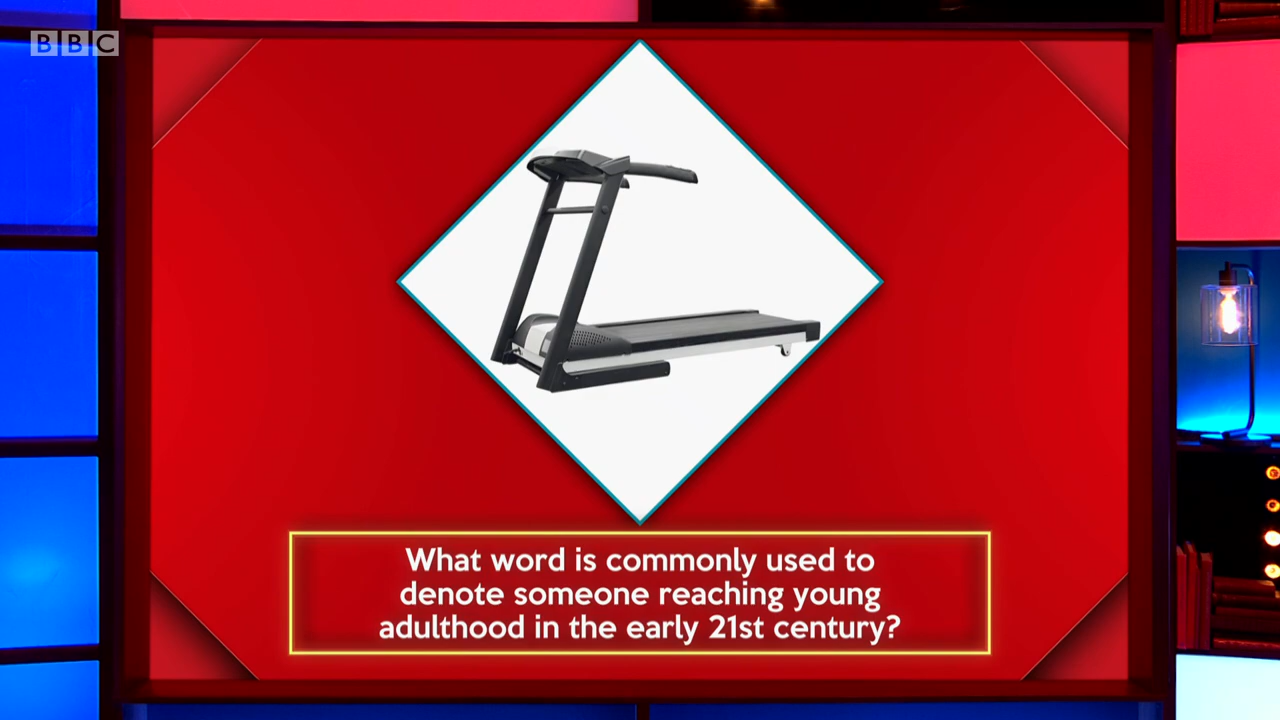 BBC
What word is commonly used to
denote someone reaching young
adulthood in the early 21st century?